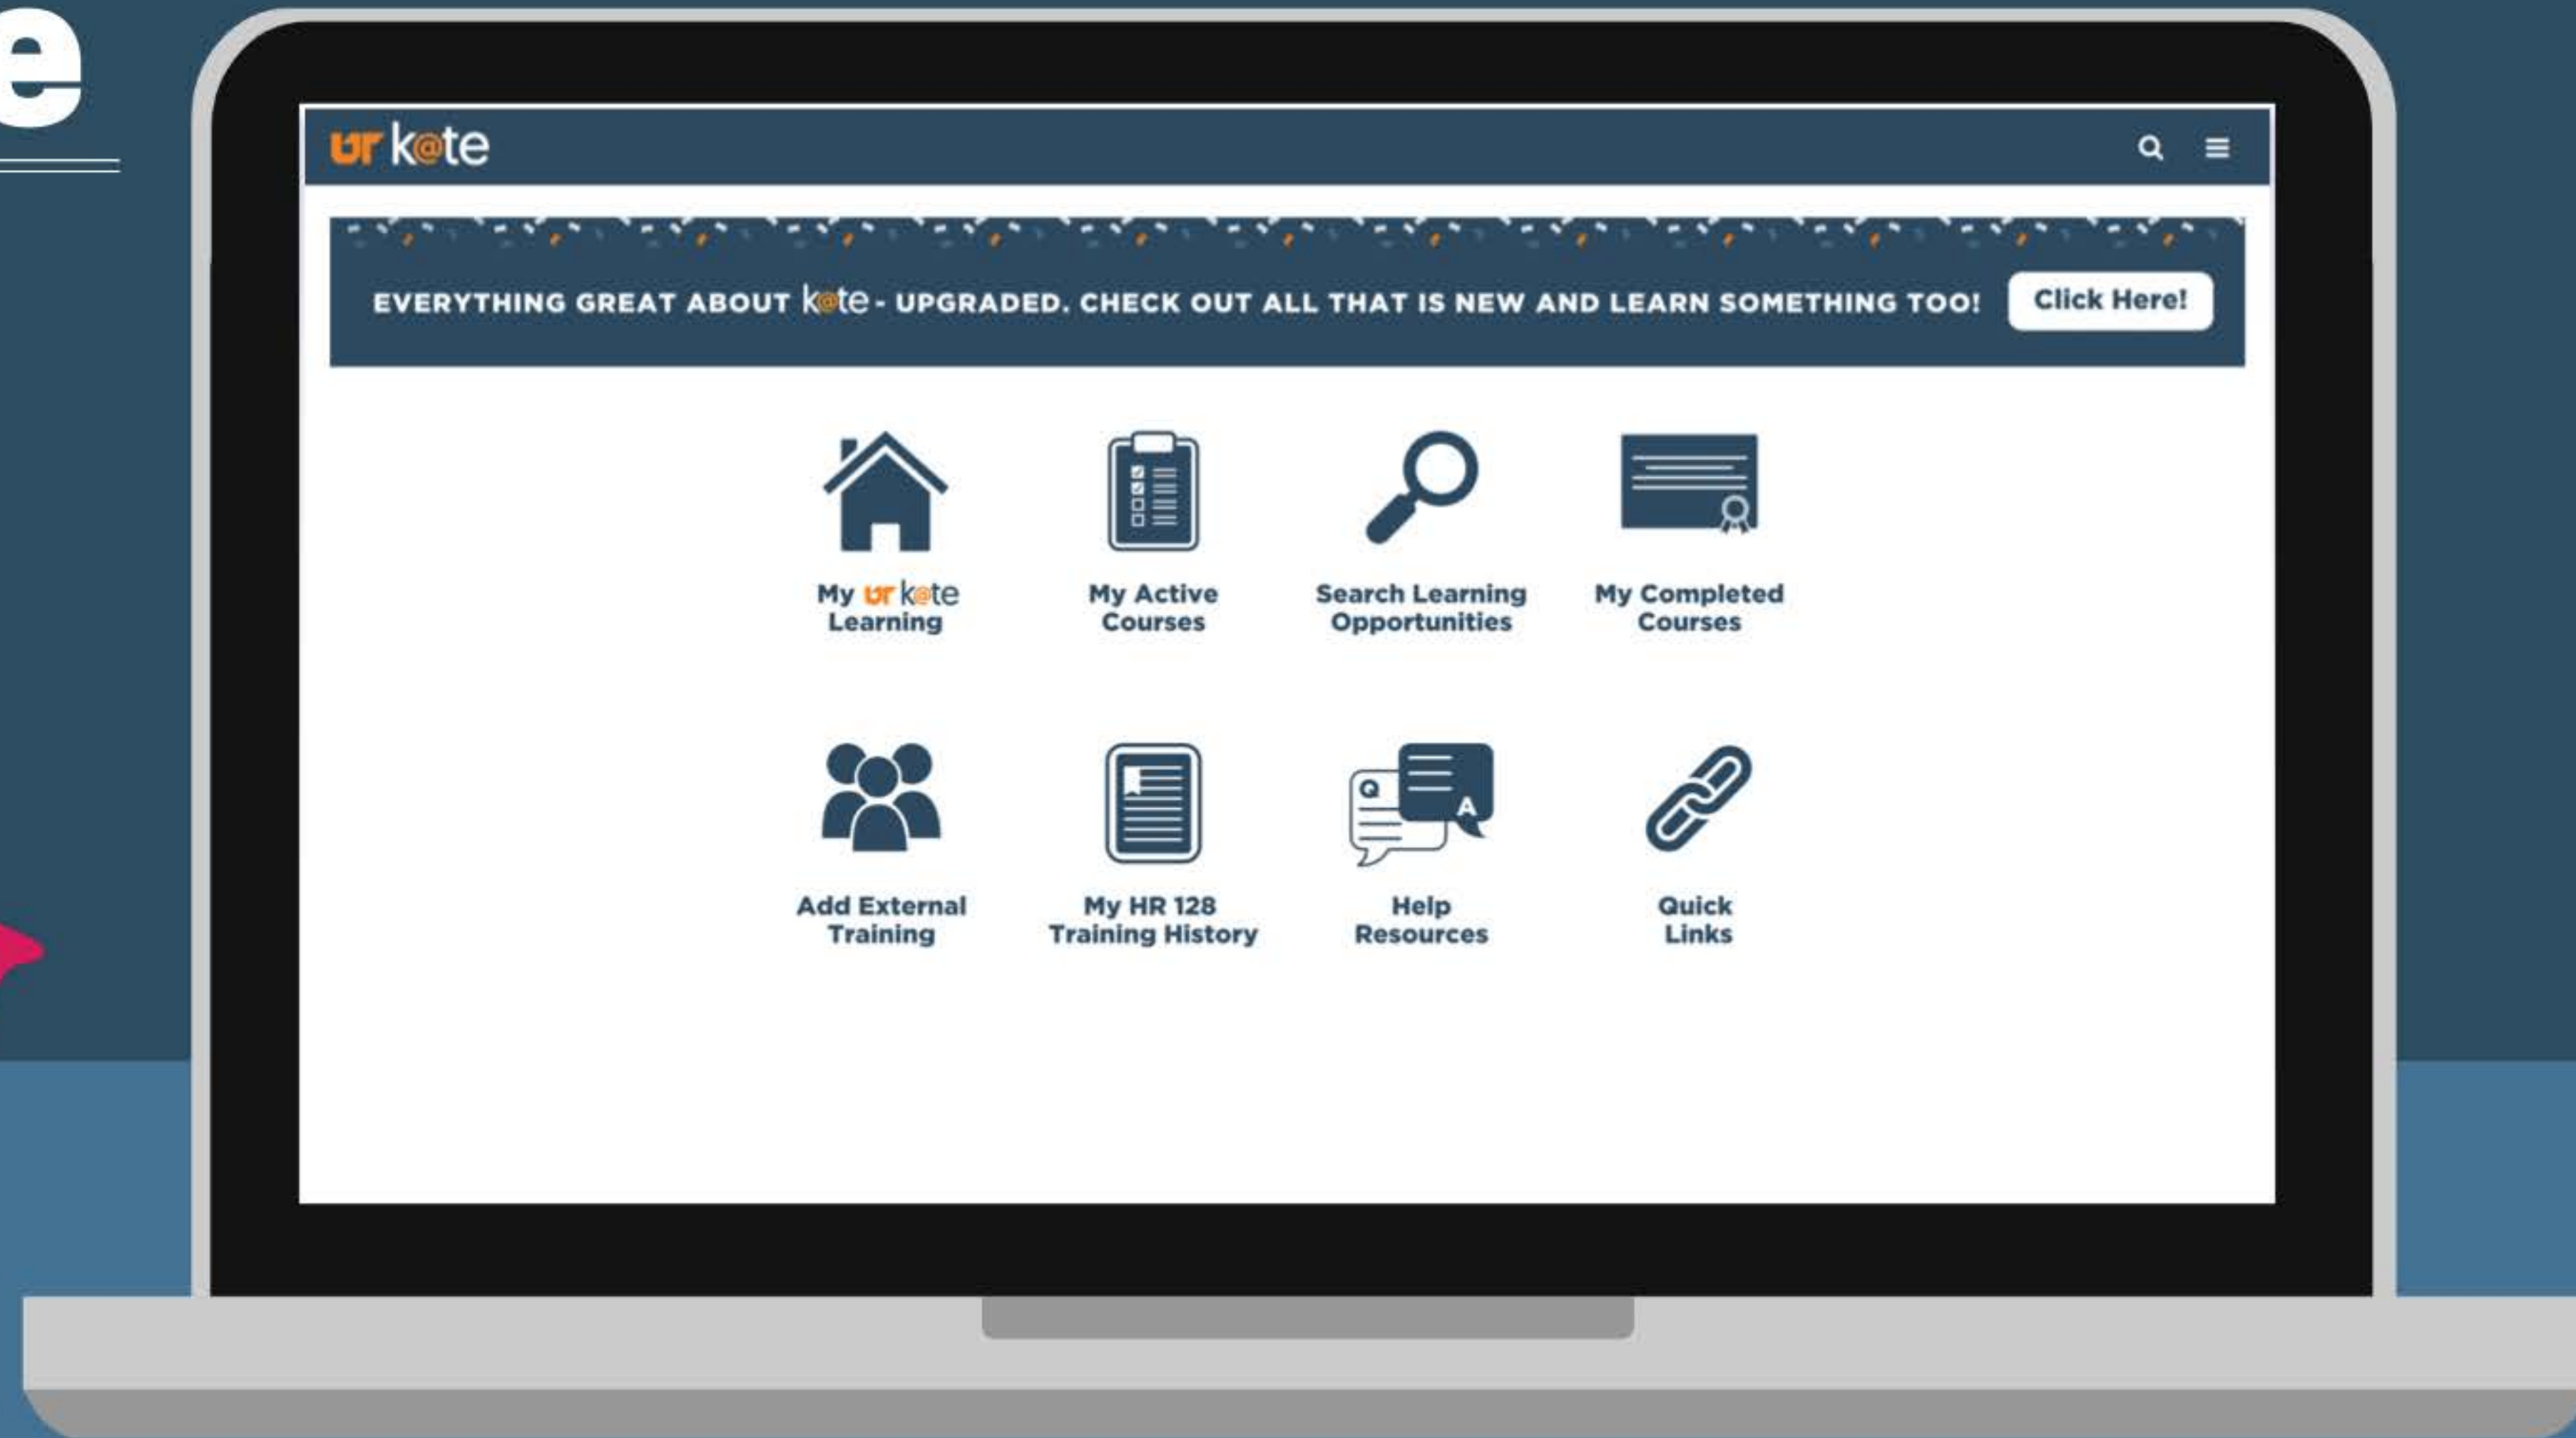 e
UT k@te
EVERYTHING GREAT ABOUT k@te - UPGRADED. CHECK OUT ALL THAT IS NEW AND LEARN SOMETHING TOO!
Click Here!
My UT k@te
Learning
My Active
Courses
Search Learning
Opportunities
My Completed
Courses
Q
A
Add External
Training
My HR 128
Training History
Help
Resources
Quick
Links